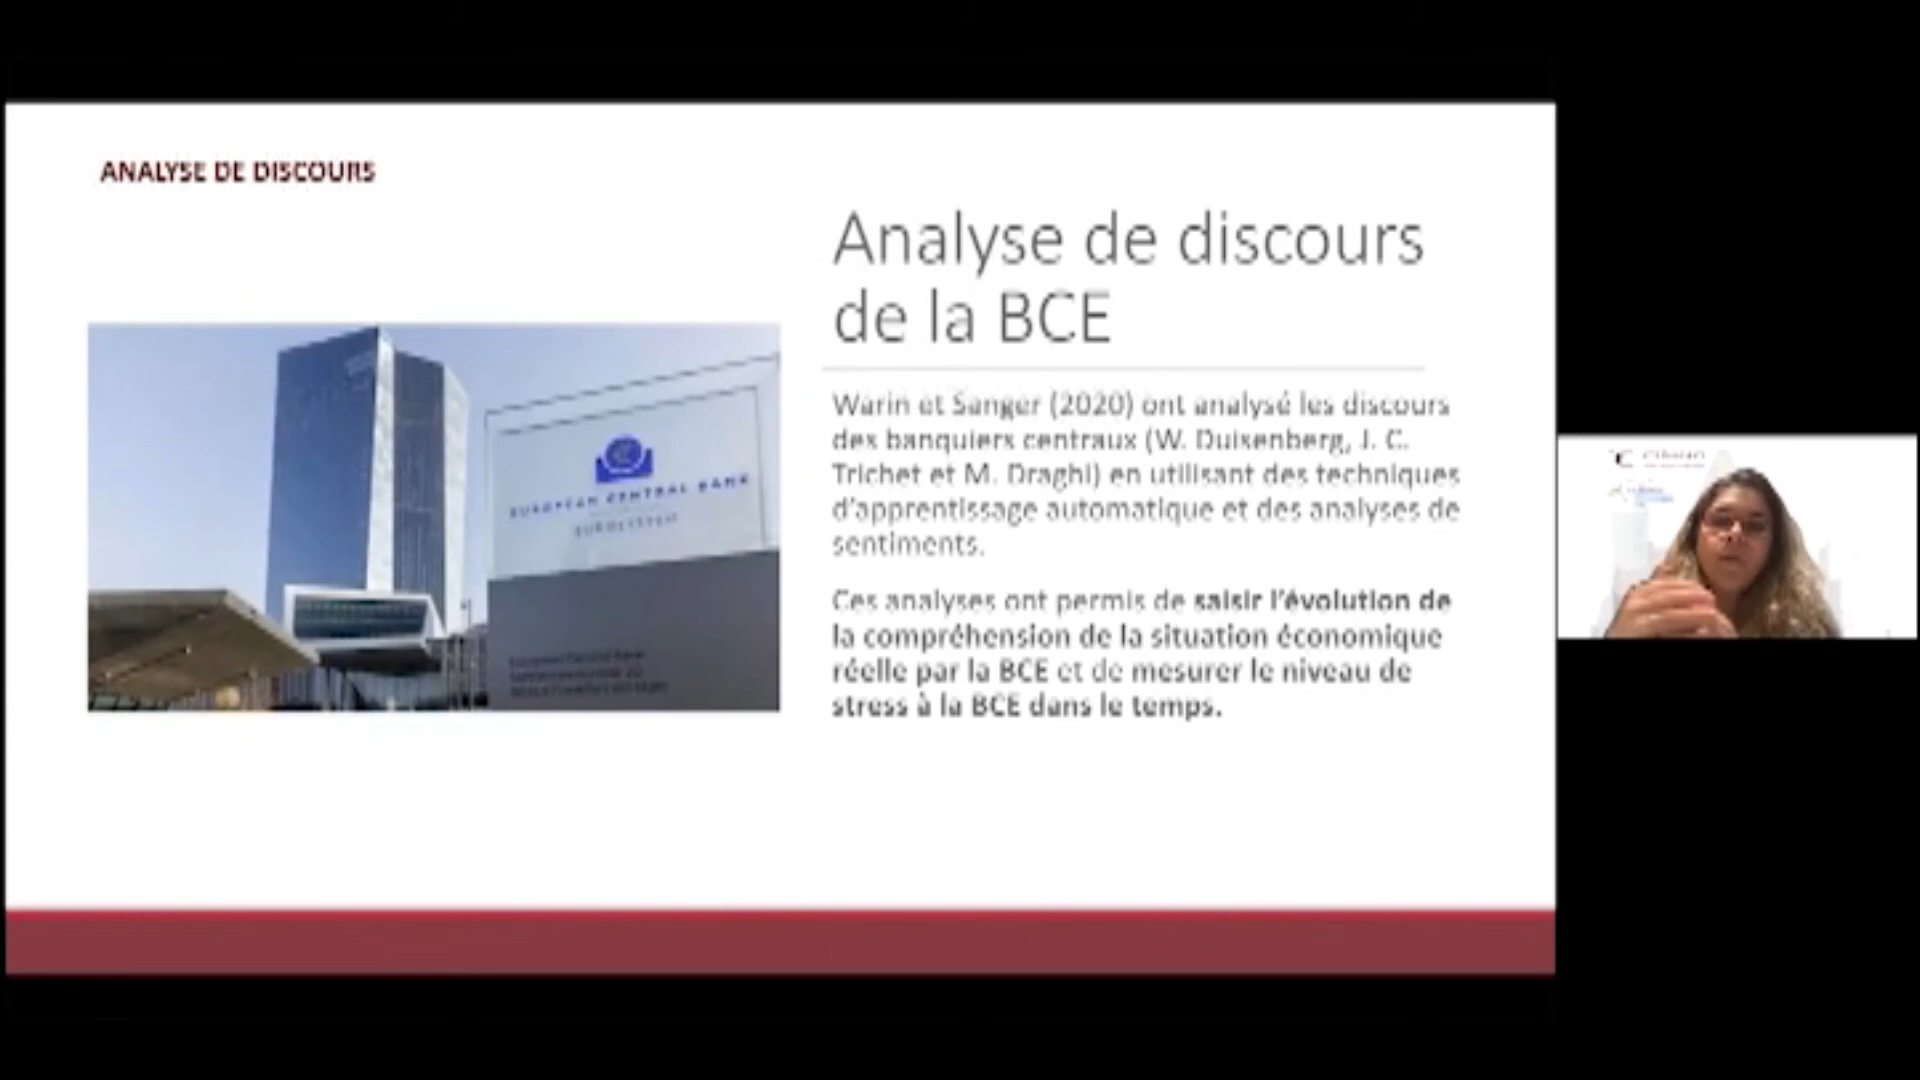 ANALYSE DE DISCOURS
Analyse de discours
de la BCE
Warin et Sanger (2020) ont analysé les discours
des banquiers centraux (W. Duisenberg, J. C.
Trichet et M. Draghi) en utilisant des techniques
d'apprentissage automatique et des analyses de
sentiments.
Ces analyses ont permis de saisir l'évolution de
la compréhension de la situation économique
réelle par la BCE et de mesurer le niveau de
stress à la BCE dans le temps.
EUROPEAN CENTRAL BANK
EUROSYSTEM
European Central Bank